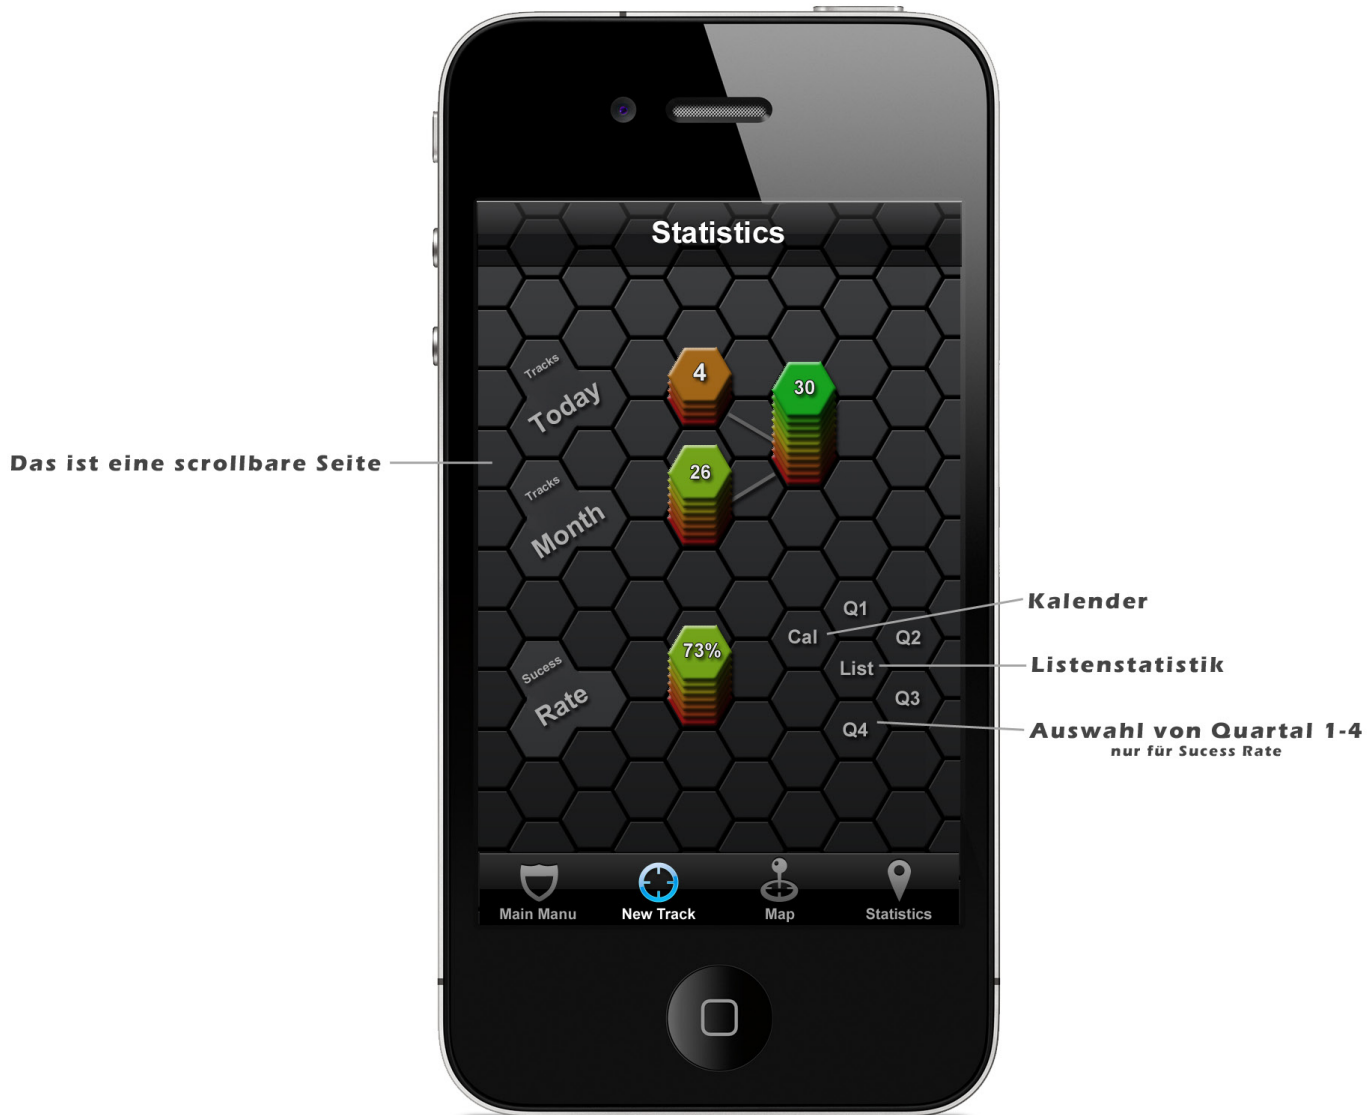 Statistics
Tracks
Today
4
30
Das ist eine scrollbare Seite
Tracks
Month
26
Q1
Kalender
Cal
Q2
Sucess
Rate
73%
List
Listenstatistik
Q3
Q4
Auswahl von Quartal 1-4
nur für Sucess Rate
Main Manu
New Track
Map
Statistics